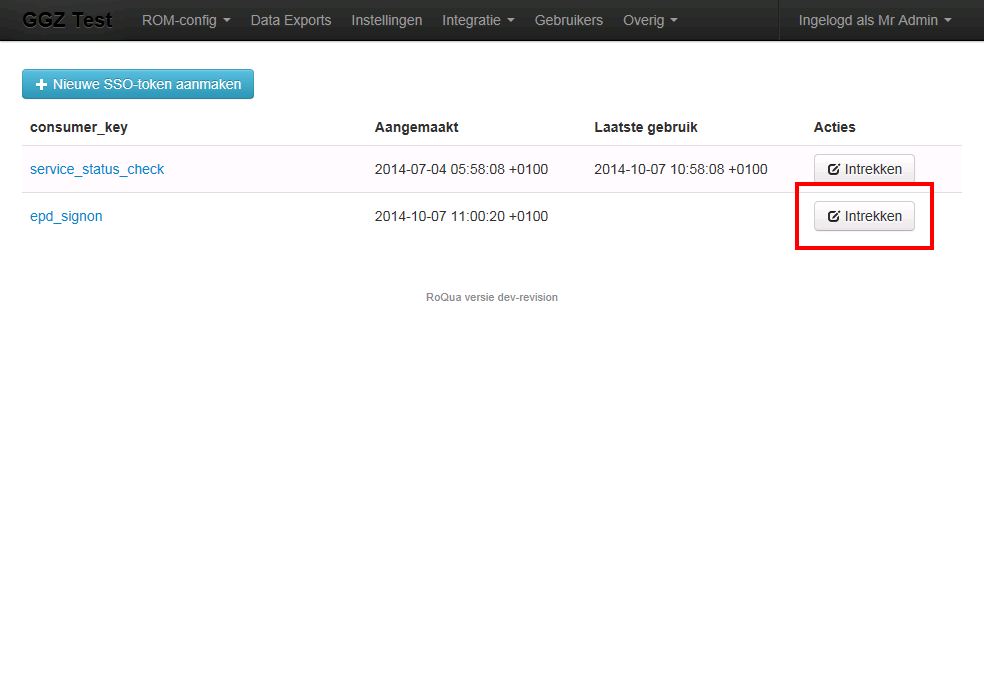 GGZ Test ROM-config Data Exports Instellingen Integratie Gebruikers Overig Ingelogd als Mr Admin
Nieuwe SSO-token aanmaken
consumer_key Aangemaakt Laatste gebruik Acties
service_status_check 2014-07-04 05:58:08 +0100 2014-10-07 10:58:08 +0100 Intrekken
epd_signon 2014-10-07 11:00:20 +0100 Intrekken
RoQua versie dev-revision